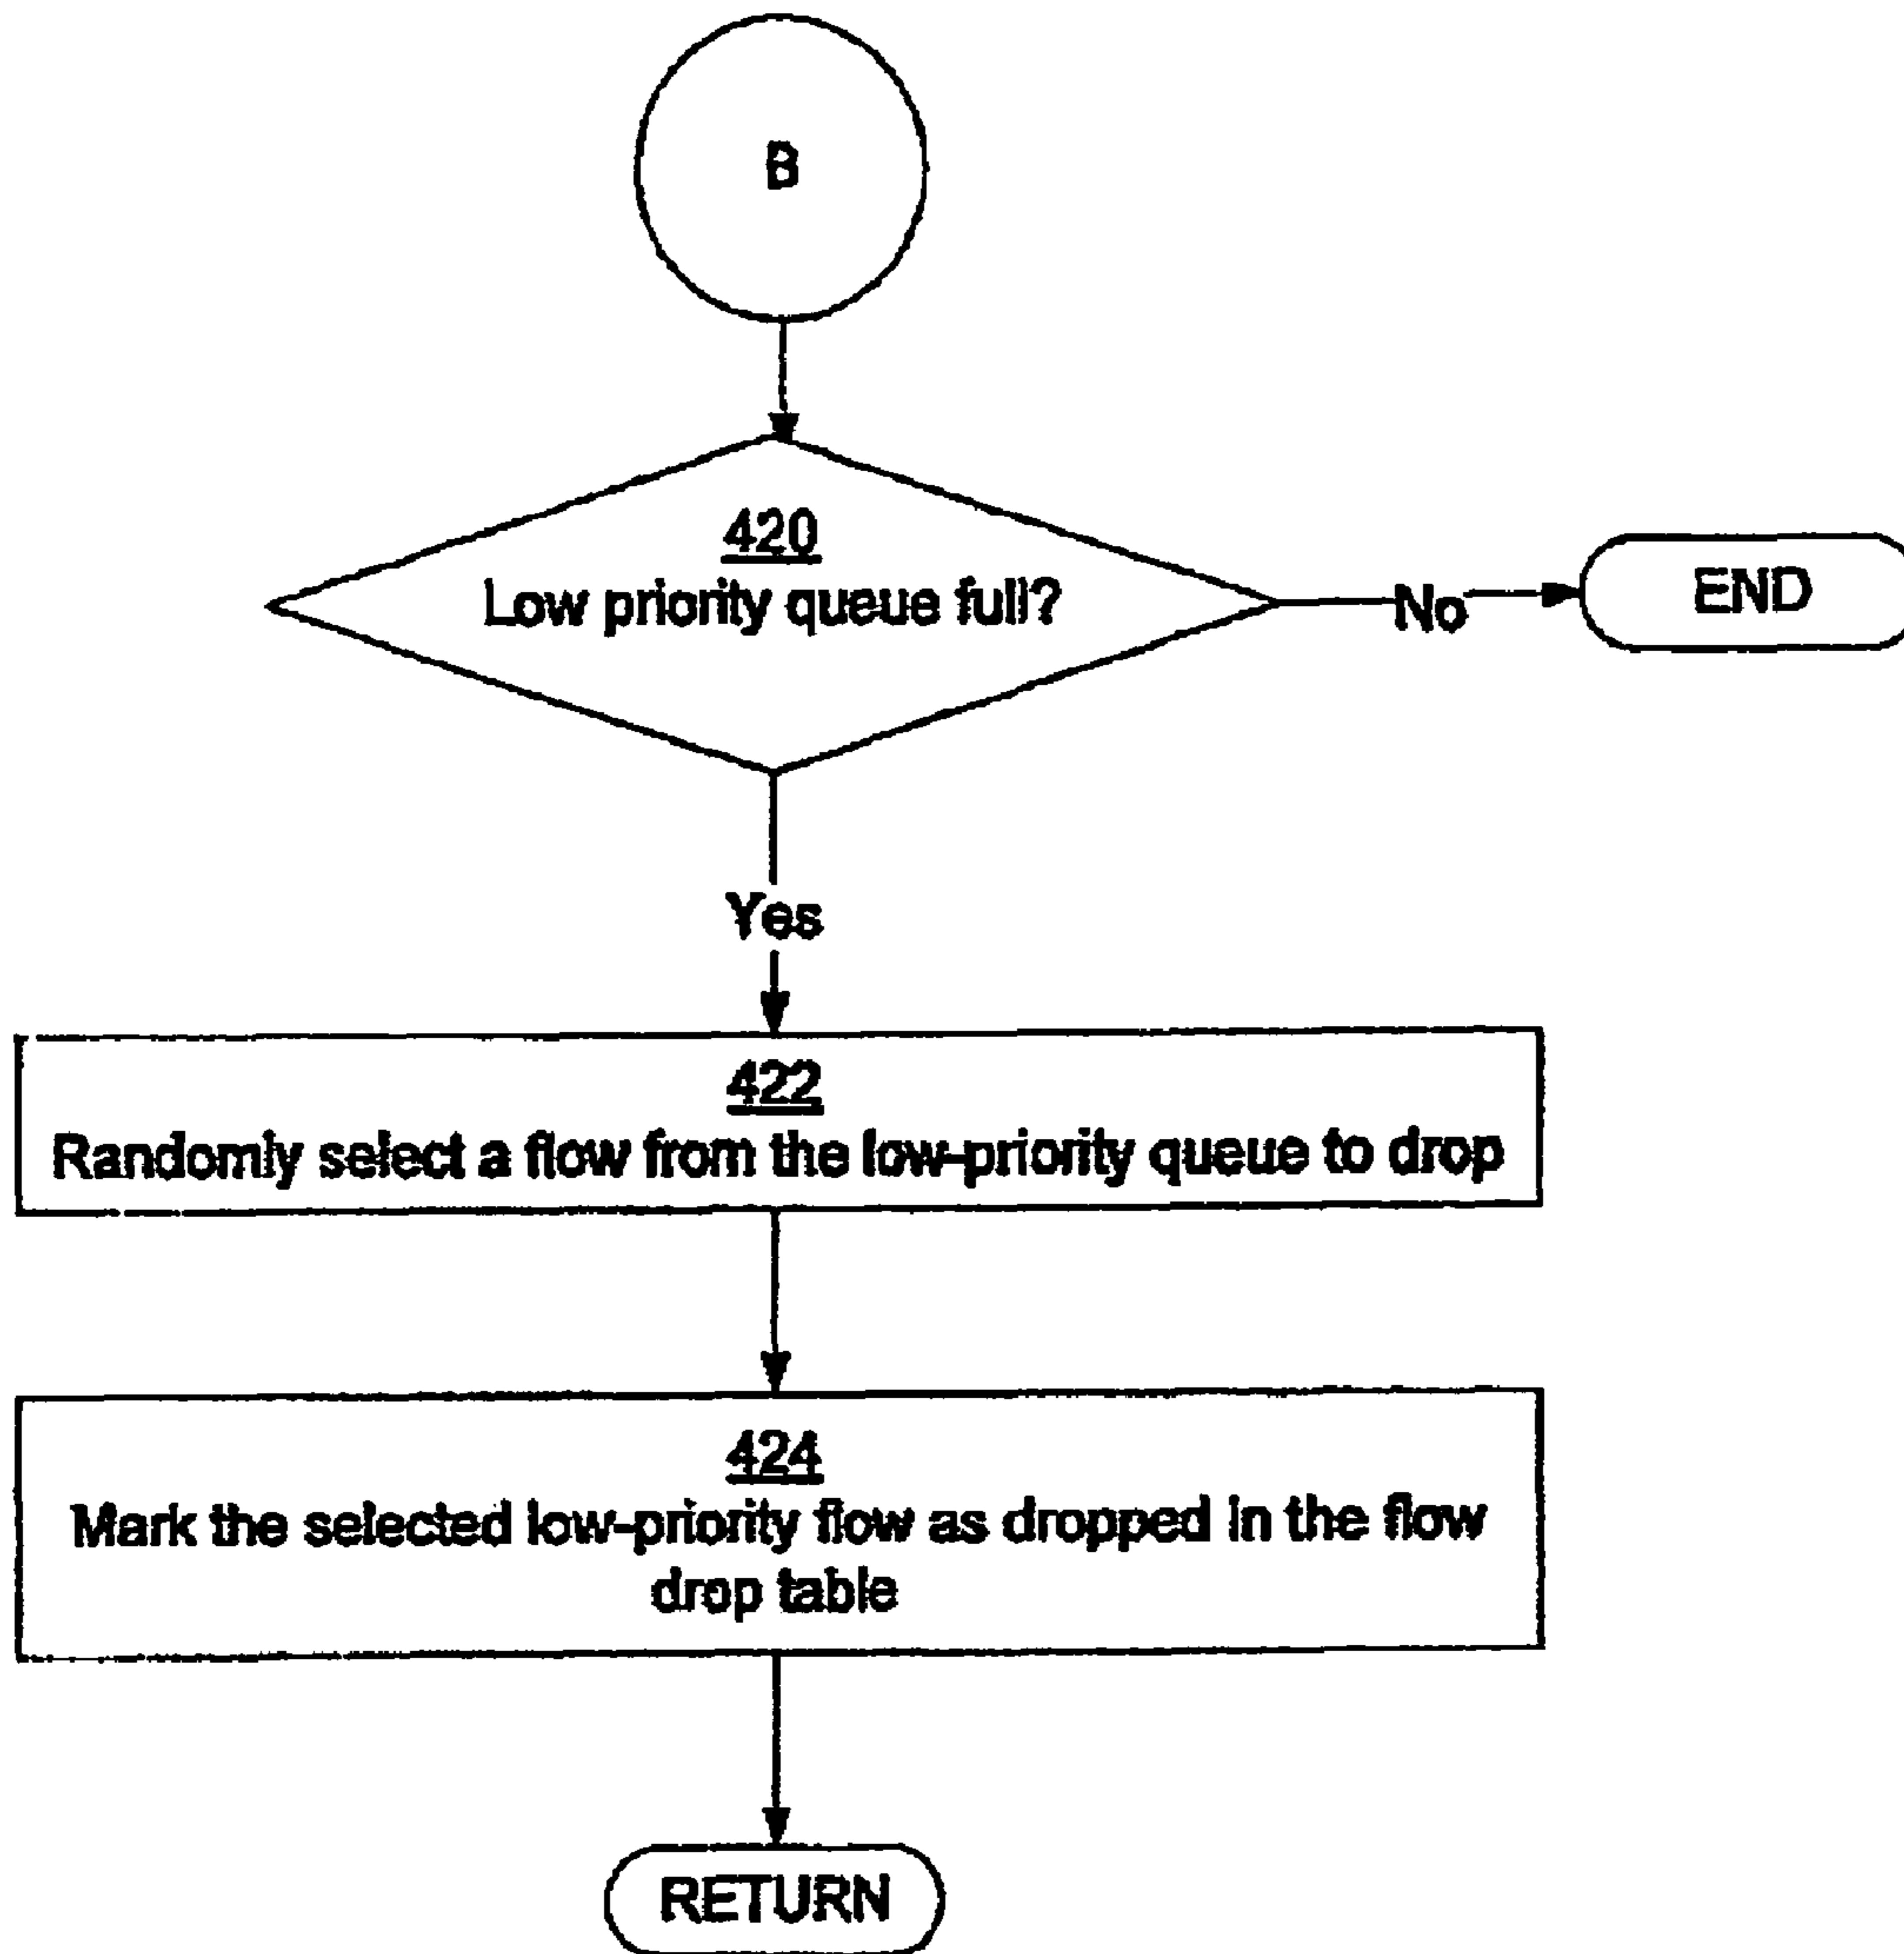 B
420
Low priority queue full?
No
END
Yes
422
Randomly select a flow from the low-priority queue to drop
424
Mark the selected low-priority flow as dropped in the flow
drop table
RETURN